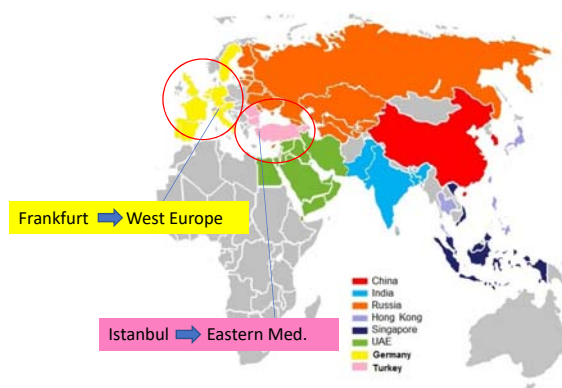 Frankfurt West Europe
Istanbul Eastern Med.
China
India
Russia
Hong Kong
Singapore
UAE
Germany
Turkey